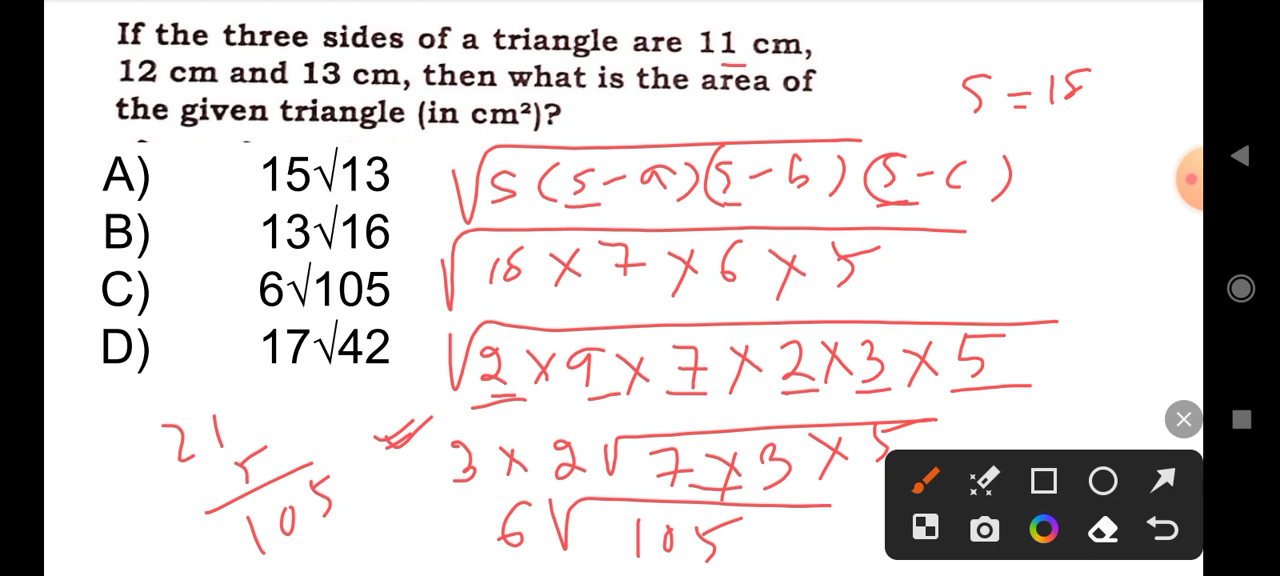 If the three sides of a triangle are 11 cm,
12 cm and 13 cm, then what is the area of
the given triangle (in cm²)?
S = 18
A) 15√13
B) 13√16
C) 6√105
D) 17√42
√S(S-a)(S-b)(S-c)
√18 × 7 × 6 × 5
√2 × 9 × 7 × 2 × 3 × 5
3 × 2√7 × 3 × 5
6√105
21
5
105